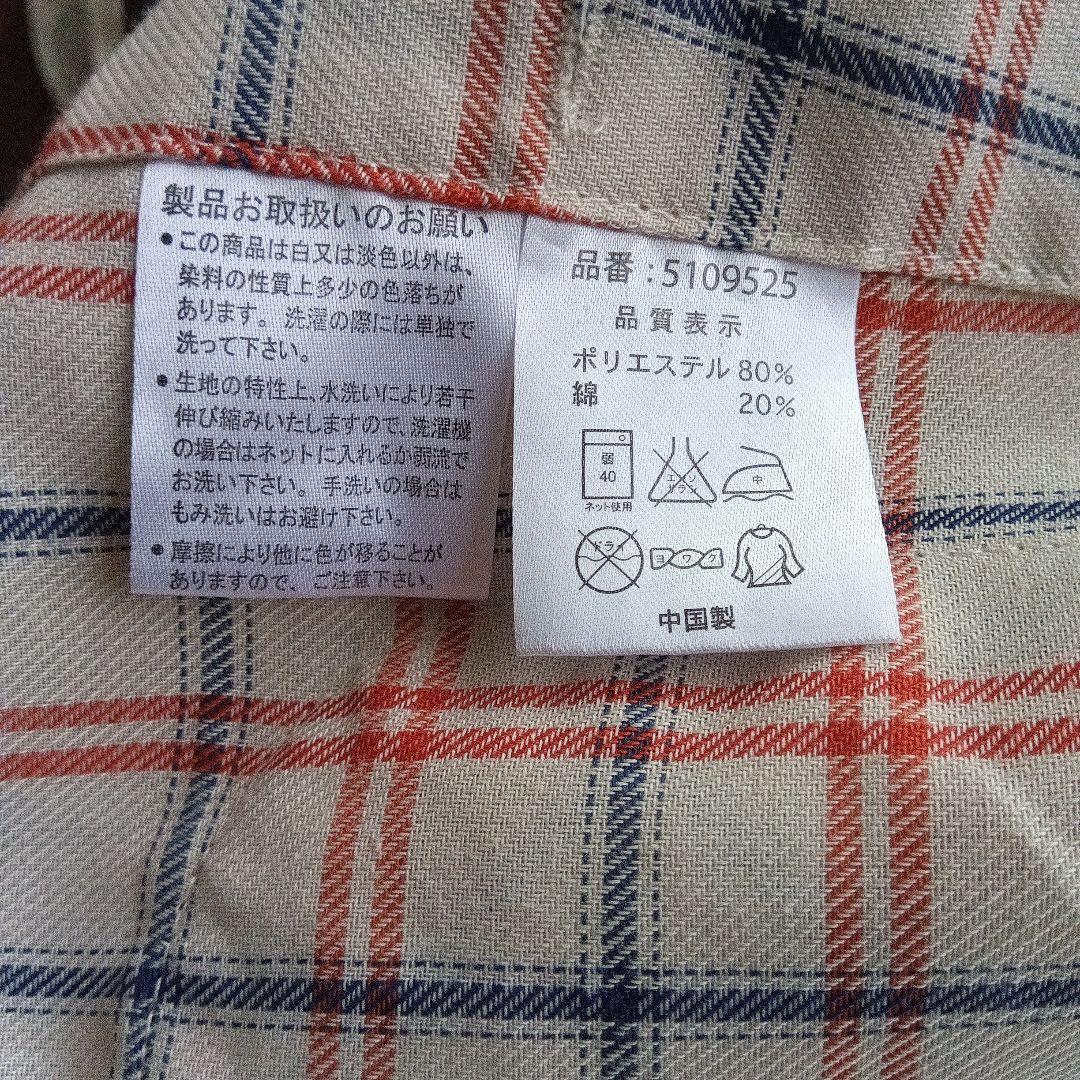 製品お取扱いのお願い
•この商品は白又は淡色以外は、
染料の性質上多少の色落ちが
あります。洗濯の際には単独で
洗って下さい。
•生地の特性上、水洗いにより若干
伸び縮みいたしますので、洗濯機
の場合はネットに入れるか弱流で
お洗い下さい。手洗いの場合は
もみ洗いはお避け下さい。
•摩擦により他に色が移ることが
ありますので、ご注意下さい。
品番:5109525
品質表示
ポリエステル 80%
綿 20%
弱
40
ネット使用
エンソ
サラシ
中
ドライ
ヨワク
中国製